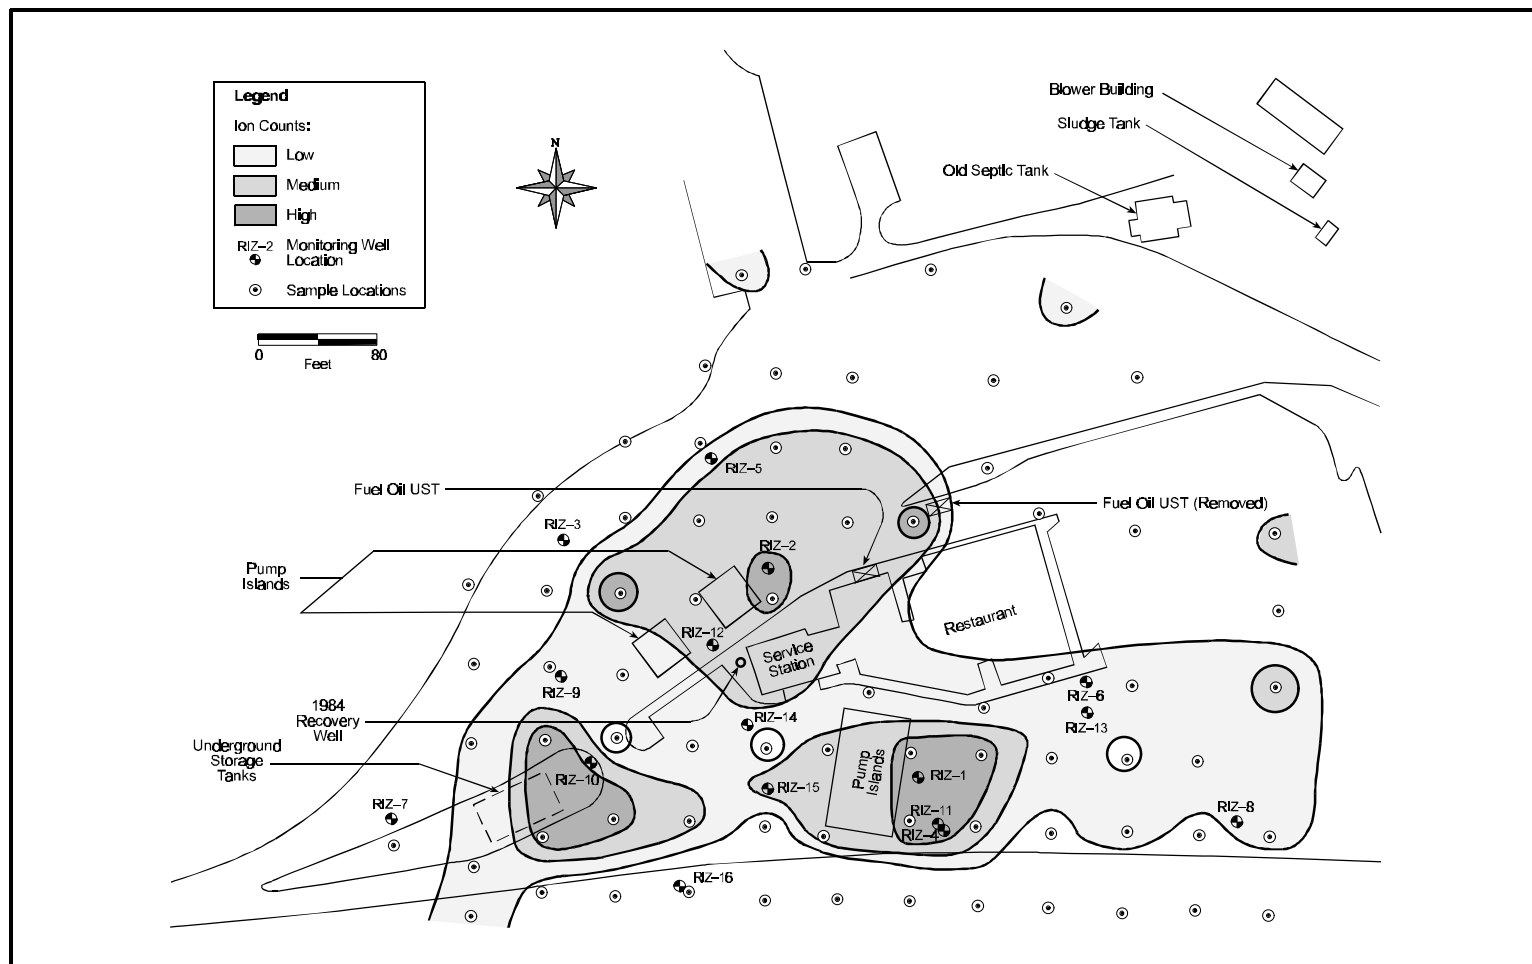 Legend
Ion Counts:
Low
Medium
High
RIZ-2 Monitoring Well
Location
Sample Locations
0 80
Feet
N
Blower Building
Sludge Tank
Old Septic Tank
RIZ-5
Fuel Oil UST
Fuel Oil UST (Removed)
RIZ-3
RIZ-2
Pump
Islands
Restaurant
RIZ-12
Service
Station
RIZ-9
RIZ-6
1984
Recovery
Well
RIZ-14
RIZ-13
Underground
Storage
Tanks
RIZ-10
Pump
Islands
RIZ-1
RIZ-15
RIZ-7
RIZ-11
RIZ-4
RIZ-8
RIZ-16